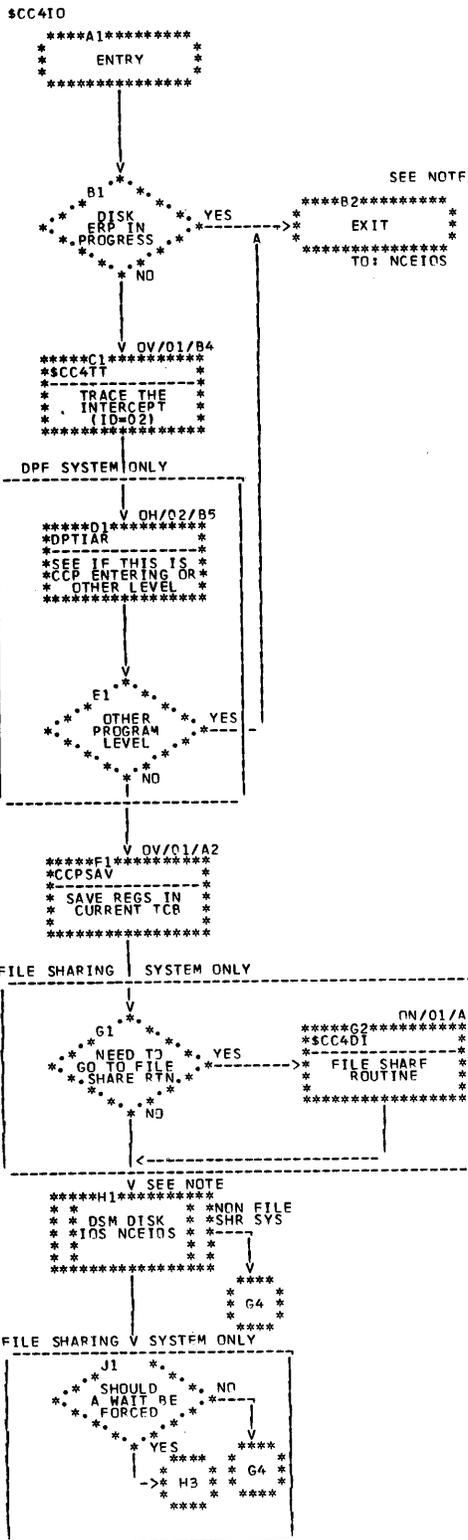 $CC4IO
****A1*********
ENTRY
B1
DISK
ERP IN
PROGRESS
YES
NO
SEE NOTE
****B2*********
EXIT
TO: NCEIOS
A
V 0V/01/B4
*****C1**********
*$CC4TT *
TRACE THE
INTERCEPT
(ID=02)
DPF SYSTEM ONLY
V 0H/02/B5
*****D1**********
*DPTIAR *
*SEE IF THIS IS *
*CCP ENTERING OR*
* OTHER LEVEL *
E1
OTHER
PROGRAM
LEVEL
YES
NO
V 0V/01/A2
*****F1**********
*CCPSAV *
* SAVE REGS IN *
* CURRENT TCB *
FILE SHARING SYSTEM ONLY
V
G1
NEED TO
GO TO FILE
SHARE RTN
YES
NO
0N/01/A
*****G2**********
*$CC4DI
FILE SHARE
ROUTINE
V SEE NOTE
*****H1**********
DSM DISK
IOS NCEIOS
NON FILE
SHR SYS
V
G4
FILE SHARING V SYSTEM ONLY
J1
SHOULD
A WAIT BE
FORCED
NO
YES
H3
G4